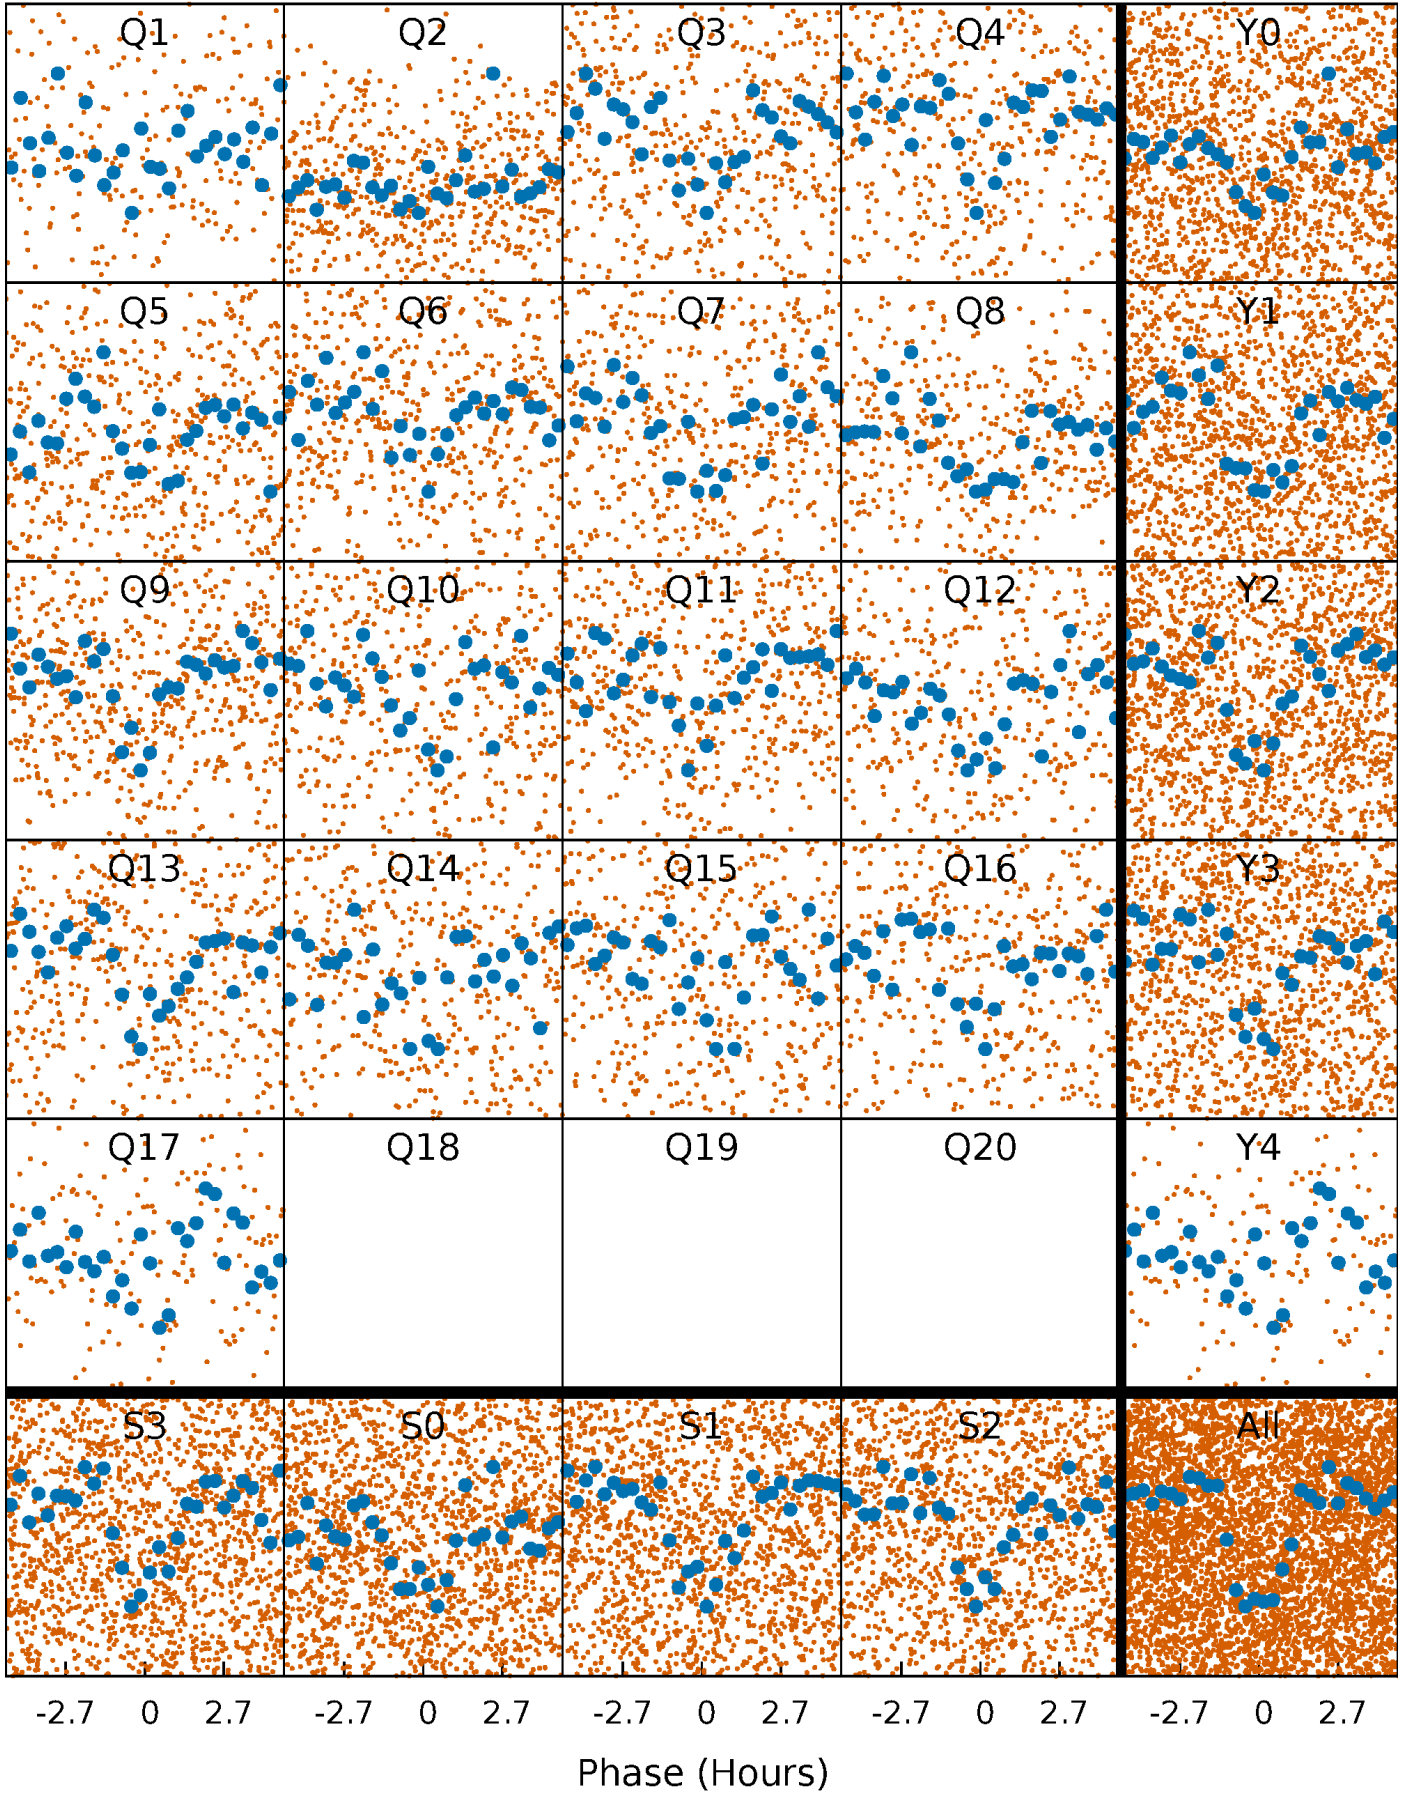 Q1 Q2 Q3 Q4 Y0
Q5 Q6 Q7 Q8 Y1
Q9 Q10 Q11 Q12 Y2
Q13 Q14 Q15 Q16 Y3
Q17 Q18 Q19 Q20 Y4
S3 S0 S1 S2 All
-2.7 0 2.7 -2.7 0 2.7 -2.7 0 2.7 -2.7 0 2.7 -2.7 0 2.7
Phase (Hours)